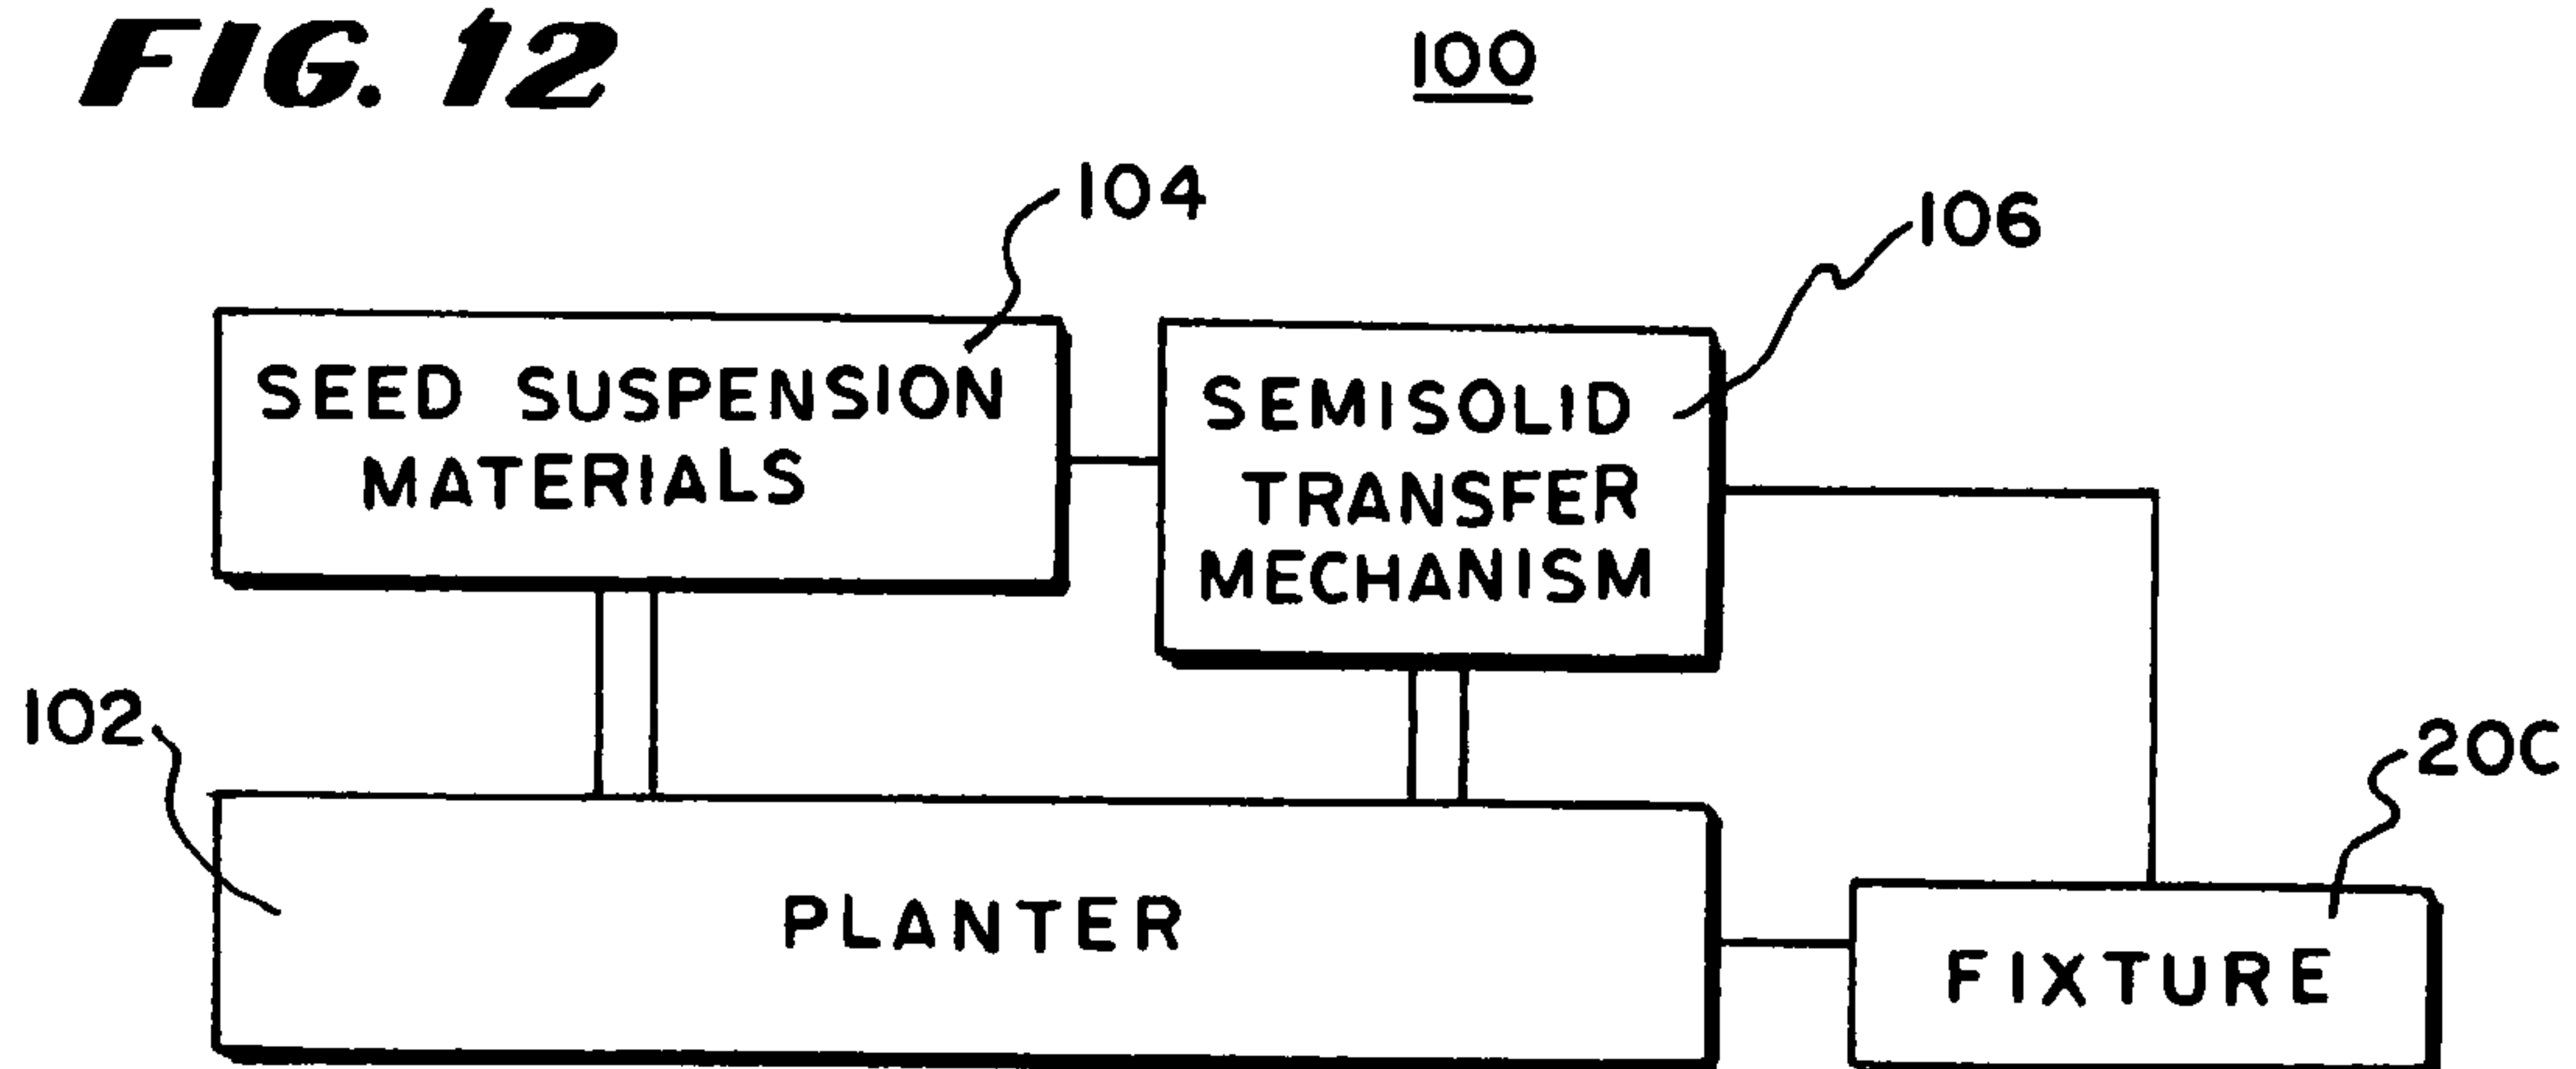 FIG. 12
100
104
106
SEED SUSPENSION
MATERIALS
SEMISOLID
TRANSFER
MECHANISM
102
20C
PLANTER
FIXTURE